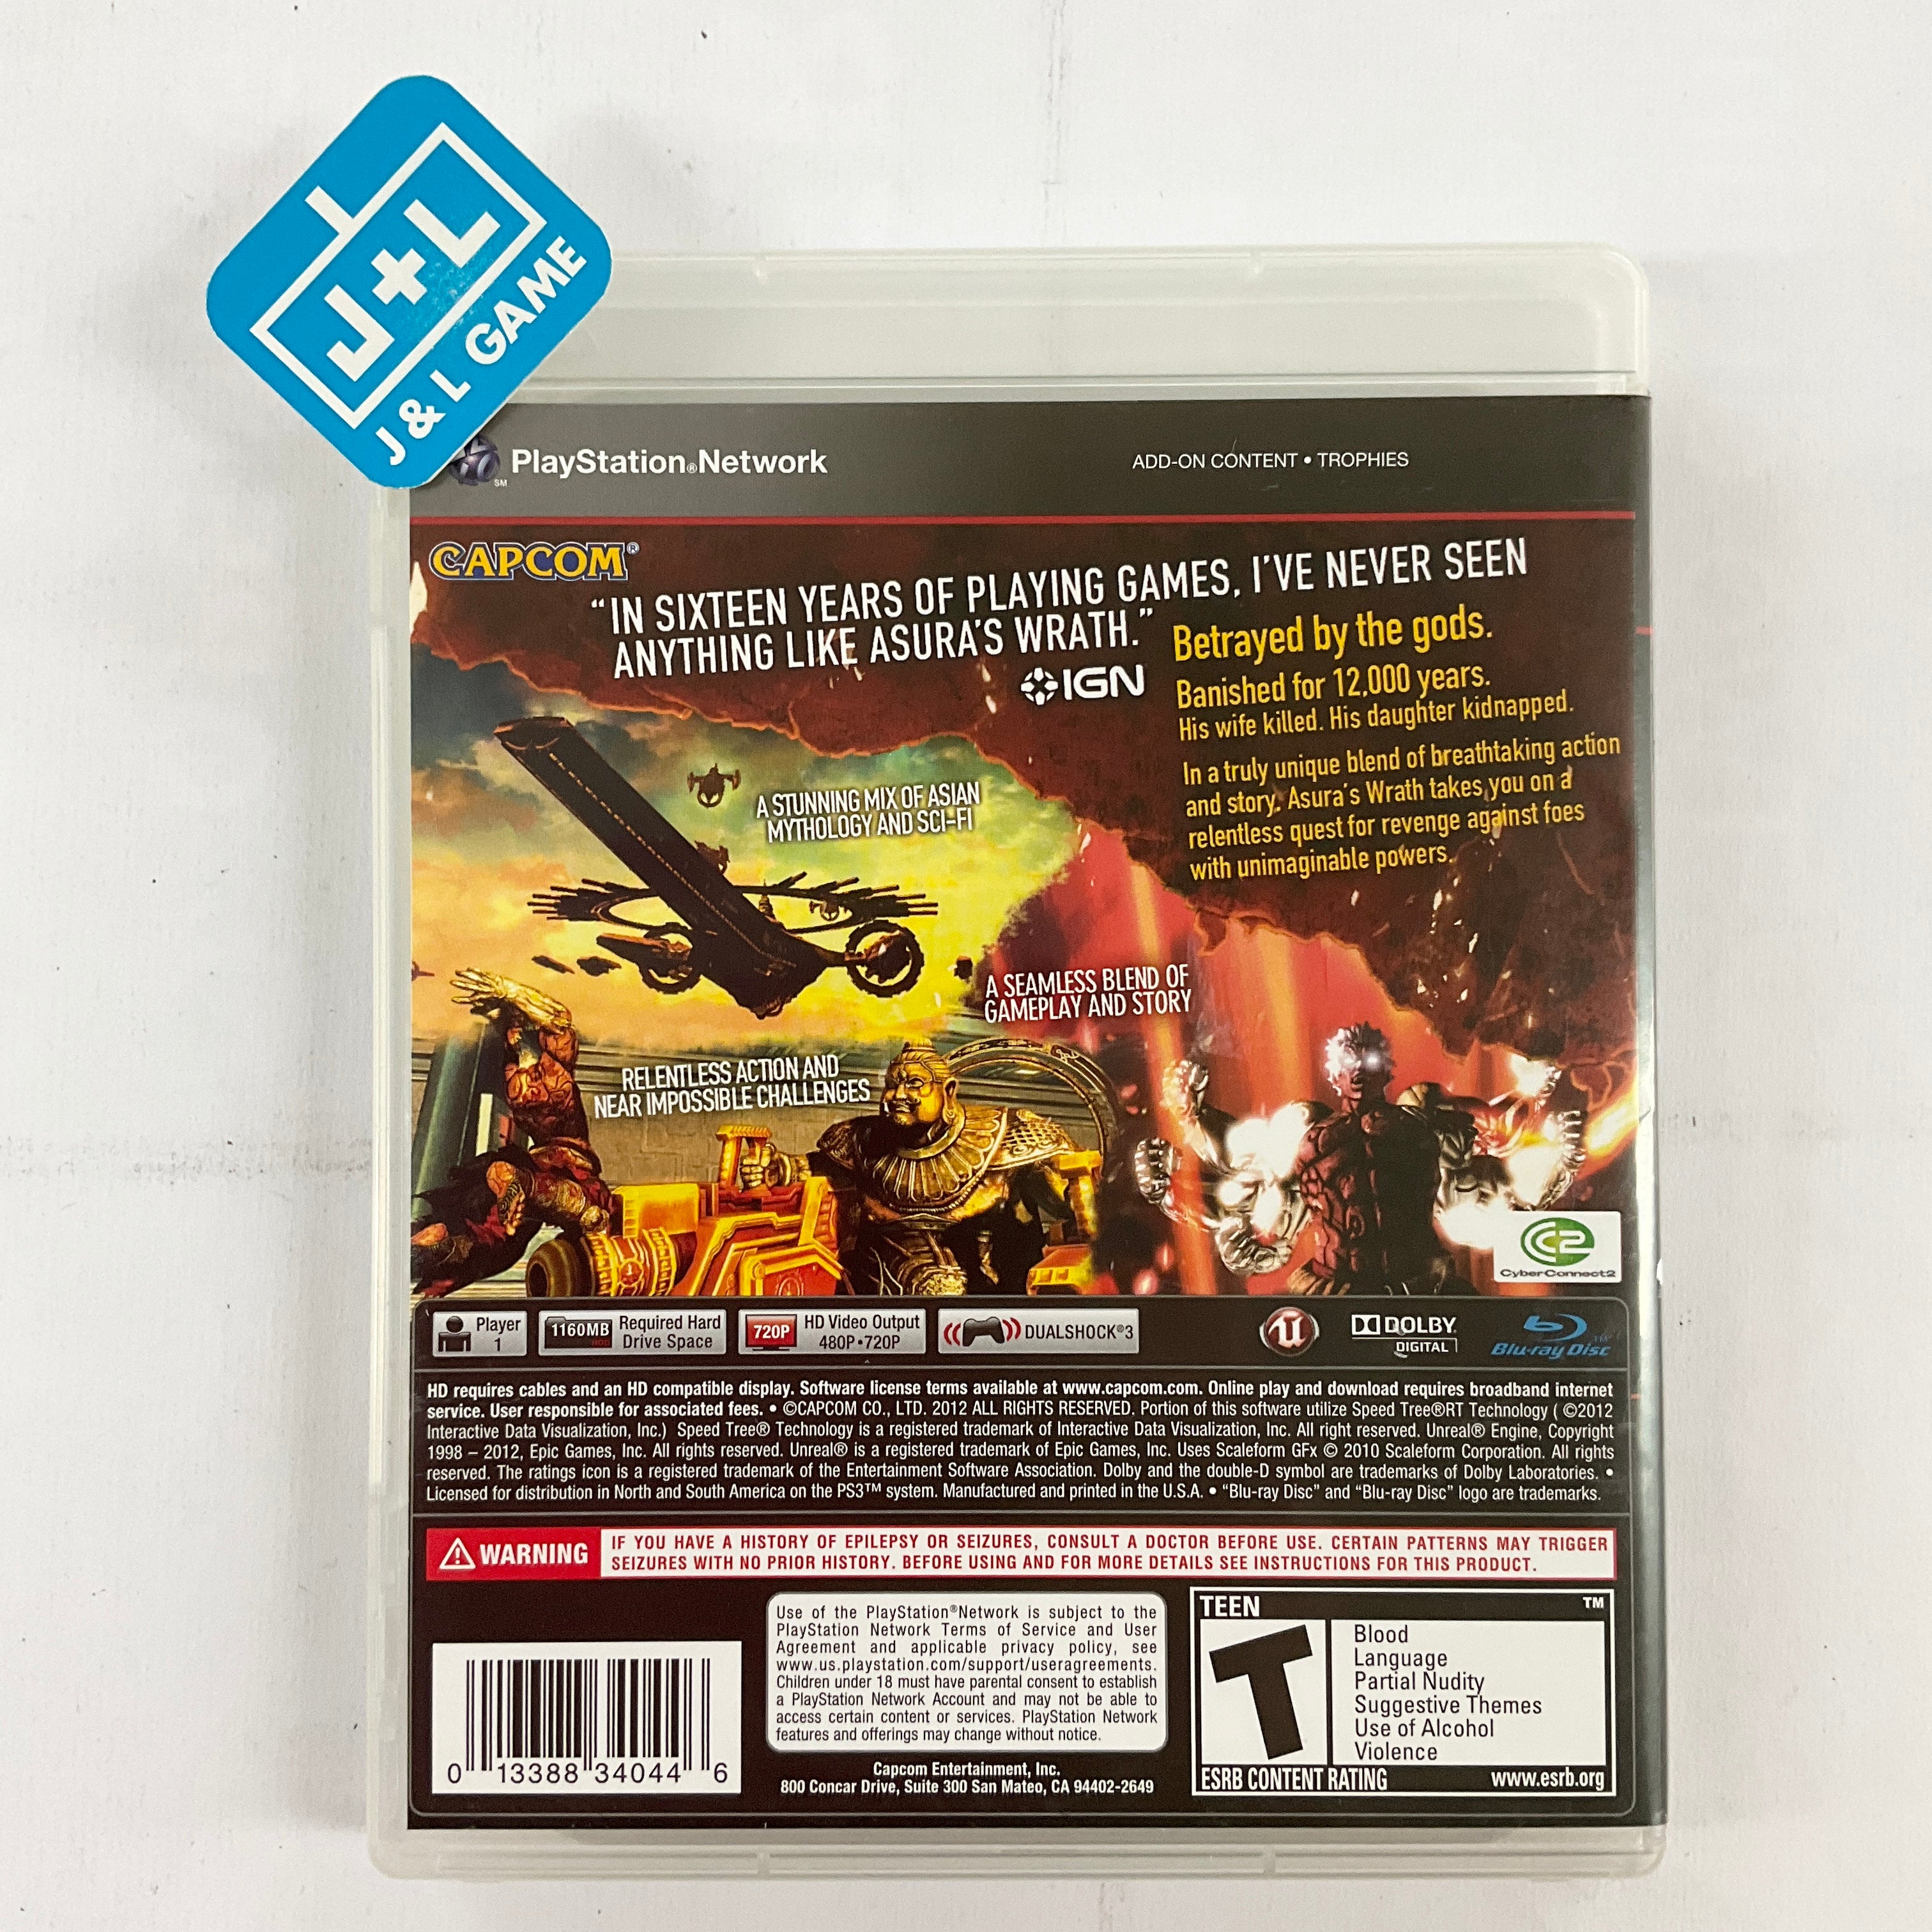 J+L
J & L GAME
PlayStation®Network
SM
ADD-ON CONTENT • TROPHIES
CAPCOM®
“IN SIXTEEN YEARS OF PLAYING GAMES, I'VE NEVER SEEN
ANYTHING LIKE ASURA'S WRATH.”
IGN
Betrayed by the gods.
Banished for 12,000 years.
His wife killed. His daughter kidnapped.
In a truly unique blend of breathtaking action
and story. Asura's Wrath takes you on a
relentless quest for revenge against foes
with unimaginable powers.
A STUNNING MIX OF ASIAN
MYTHOLOGY AND SCI-FI
A SEAMLESS BLEND OF
GAMEPLAY AND STORY
RELENTLESS ACTION AND
NEAR IMPOSSIBLE CHALLENGES
CC2
CyberConnect2
Player
1
1160MB
HDD
Required Hard
Drive Space
720P
HD Video Output
480P•720P
DUALSHOCK®3
DOLBY
DIGITAL
Blu-ray Disc™
HD requires cables and an HD compatible display. Software license terms available at www.capcom.com. Online play and download requires broadband internet
service. User responsible for associated fees. • ©CAPCOM CO., LTD. 2012 ALL RIGHTS RESERVED. Portion of this software utilize Speed Tree®RT Technology ( ©2012
Interactive Data Visualization, Inc.) Speed Tree® Technology is a registered trademark of Interactive Data Visualization, Inc. All right reserved. Unreal® Engine, Copyright
1998 – 2012, Epic Games, Inc. All rights reserved. Unreal® is a registered trademark of Epic Games, Inc. Uses Scaleform GFx © 2010 Scaleform Corporation. All rights
reserved. The ratings icon is a registered trademark of the Entertainment Software Association. Dolby and the double-D symbol are trademarks of Dolby Laboratories. •
Licensed for distribution in North and South America on the PS3™ system. Manufactured and printed in the U.S.A. • “Blu-ray Disc” and “Blu-ray Disc” logo are trademarks.
WARNING
IF YOU HAVE A HISTORY OF EPILEPSY OR SEIZURES, CONSULT A DOCTOR BEFORE USE. CERTAIN PATTERNS MAY TRIGGER
SEIZURES WITH NO PRIOR HISTORY. BEFORE USING AND FOR MORE DETAILS SEE INSTRUCTIONS FOR THIS PRODUCT.
0 13388 34044 6
Use of the PlayStation®Network is subject to the
PlayStation Network Terms of Service and User
Agreement and applicable privacy policy, see
www.us.playstation.com/support/useragreements.
Children under 18 must have parental consent to establish
a PlayStation Network Account and may not be able to
access certain content or services. PlayStation Network
features and offerings may change without notice.
Capcom Entertainment, Inc.
800 Concar Drive, Suite 300 San Mateo, CA 94402-2649
TEEN
TM
T
Blood
Language
Partial Nudity
Suggestive Themes
Use of Alcohol
Violence
ESRB CONTENT RATING
www.esrb.org